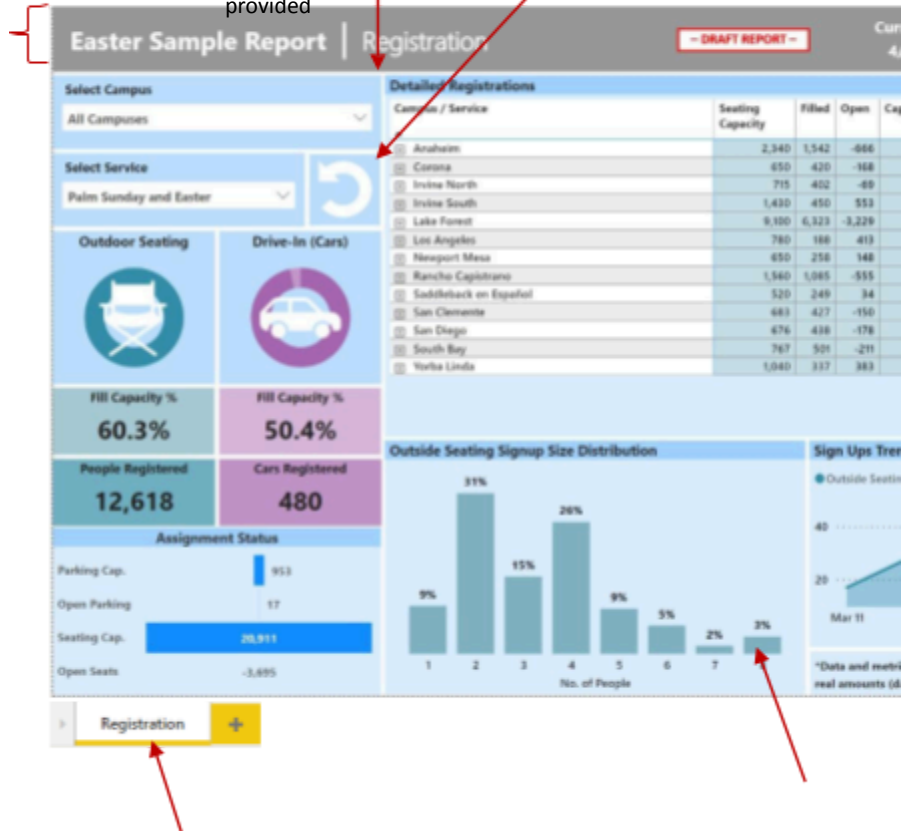 provided
Easter Sample Report | Registration
– DRAFT REPORT –
Select Campus
All Campuses
Select Service
Palm Sunday and Easter
Outdoor Seating
Drive-In (Cars)
Fill Capacity %
60.3%
Fill Capacity %
50.4%
People Registered
12,618
Cars Registered
480
Assignment Status
Parking Cap. 953
Open Parking 17
Seating Cap. 20,911
Open Seats -3,695
Detailed Registrations
Campus / Service Seating Capacity Filled Open
Anaheim 2,340 1,542 -666
Corona 650 420 -168
Irvine North 715 402 -69
Irvine South 1,430 450 553
Lake Forest 9,100 6,323 -3,229
Los Angeles 780 188 413
Newport Mesa 650 258 148
Rancho Capistrano 1,560 1,085 -555
Saddleback en Español 520 249 34
San Clemente 683 427 -150
San Diego 676 438 -178
South Bay 767 501 -211
Yorba Linda 1,040 337 383
Outside Seating Signup Size Distribution
9% 31% 15% 26% 9% 5% 2% 3%
1 2 3 4 5 6 7
No. of People
Sign Ups
Outside
40
20
Mar 11
*Data and
real amounts
Registration
+